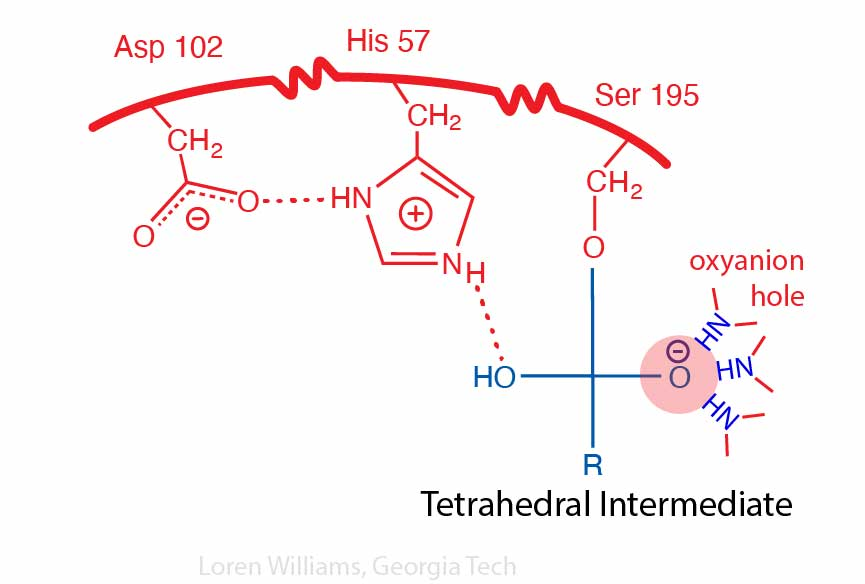 Asp 102
His 57
Ser 195
CH2
CH2
CH2
O
O
⊖
HN
⊕
NH
O
oxyanion
hole
HN
HN
HN
HO
⊖
O
R
Tetrahedral Intermediate
Loren Williams, Georgia Tech